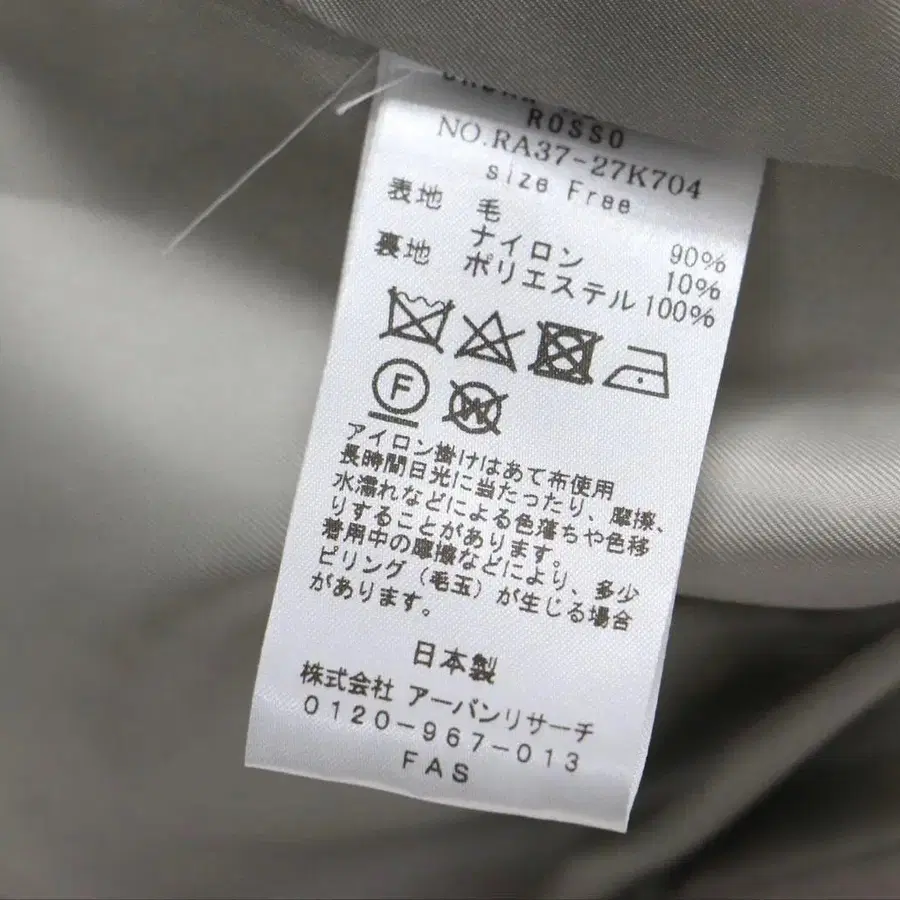 ROSSO
NO.RA37-27K704
size Free
表地 毛 90%
ナイロン 10%
裏地 ポリエステル 100%
F W
アイロン掛けはあて布使用
長時間日光に当たったり、摩擦、
水濡れなどによる色落ちや色移
りすることがあります。
着用中の摩擦などにより、多少
ピリング（毛玉）が生じる場合
があります。
日本製
株式会社 アーバンリサーチ
0120-967-013
FAS